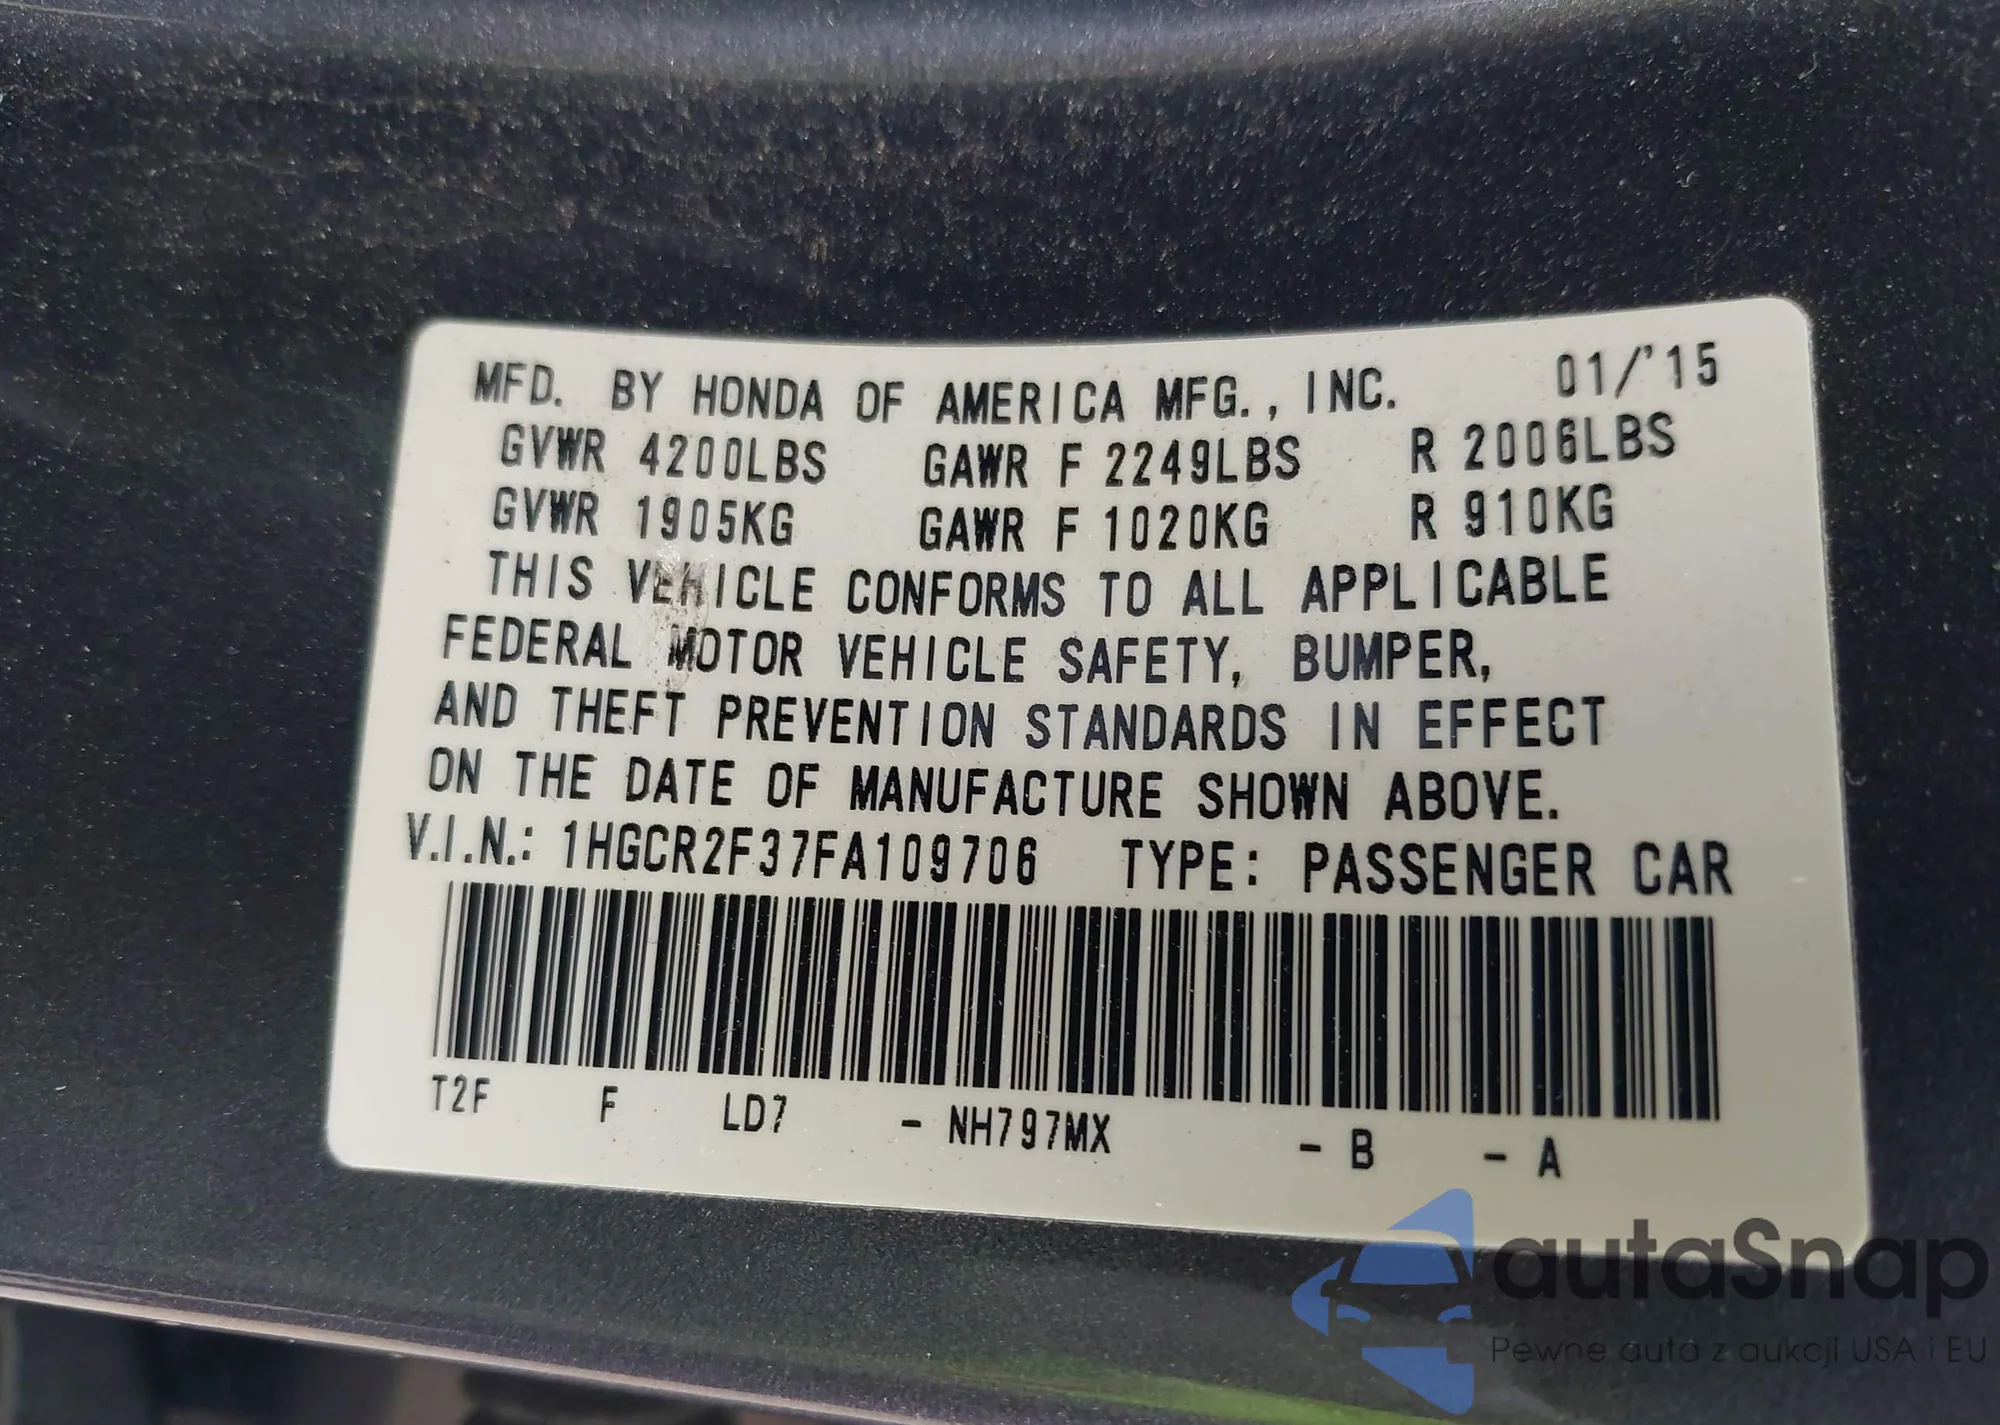 MFD. BY HONDA OF AMERICA MFG., INC. 01/'15
GVWR 4200LBS GAWR F 2249LBS R 2006LBS
GVWR 1905KG GAWR F 1020KG R 910KG
THIS VEHICLE CONFORMS TO ALL APPLICABLE
FEDERAL MOTOR VEHICLE SAFETY, BUMPER,
AND THEFT PREVENTION STANDARDS IN EFFECT
ON THE DATE OF MANUFACTURE SHOWN ABOVE.
V.I.N.: 1HGCR2F37FA109706 TYPE: PASSENGER CAR
T2F F LD7 - NH797MX - B - A
autaSnap
Pewne auta z aukcji USA i EU